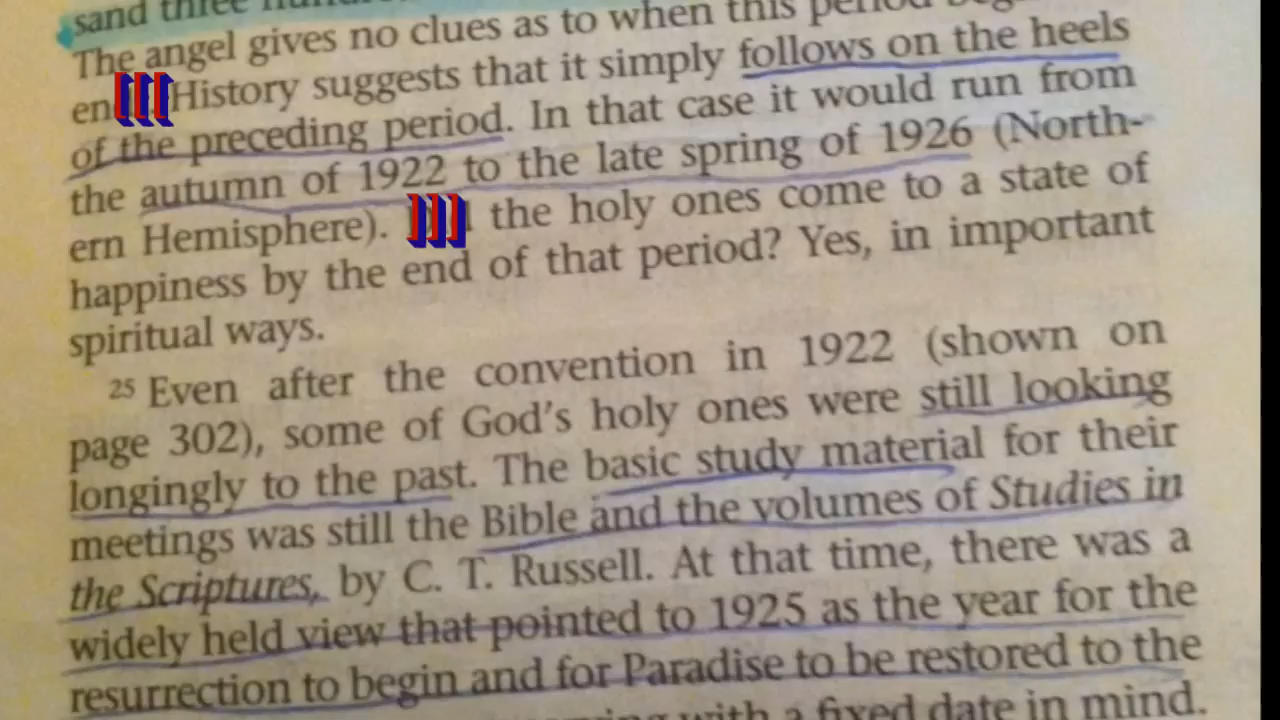 sand three
The angel gives no clues as to when this period
en[[[History suggests that it simply follows on the heels
of the preceding period. In that case it would run from
the autumn of 1922 to the late spring of 1926 (North-
ern Hemisphere). ]]] the holy ones come to a state of
happiness by the end of that period? Yes, in important
spiritual ways.
25 Even after the convention in 1922 (shown on
page 302), some of God's holy ones were still looking
longingly to the past. The basic study material for their
meetings was still the Bible and the volumes of Studies in
the Scriptures, by C. T. Russell. At that time, there was a
widely held view that pointed to 1925 as the year for the
resurrection to begin and for Paradise to be restored to the
with a fixed date in mind.